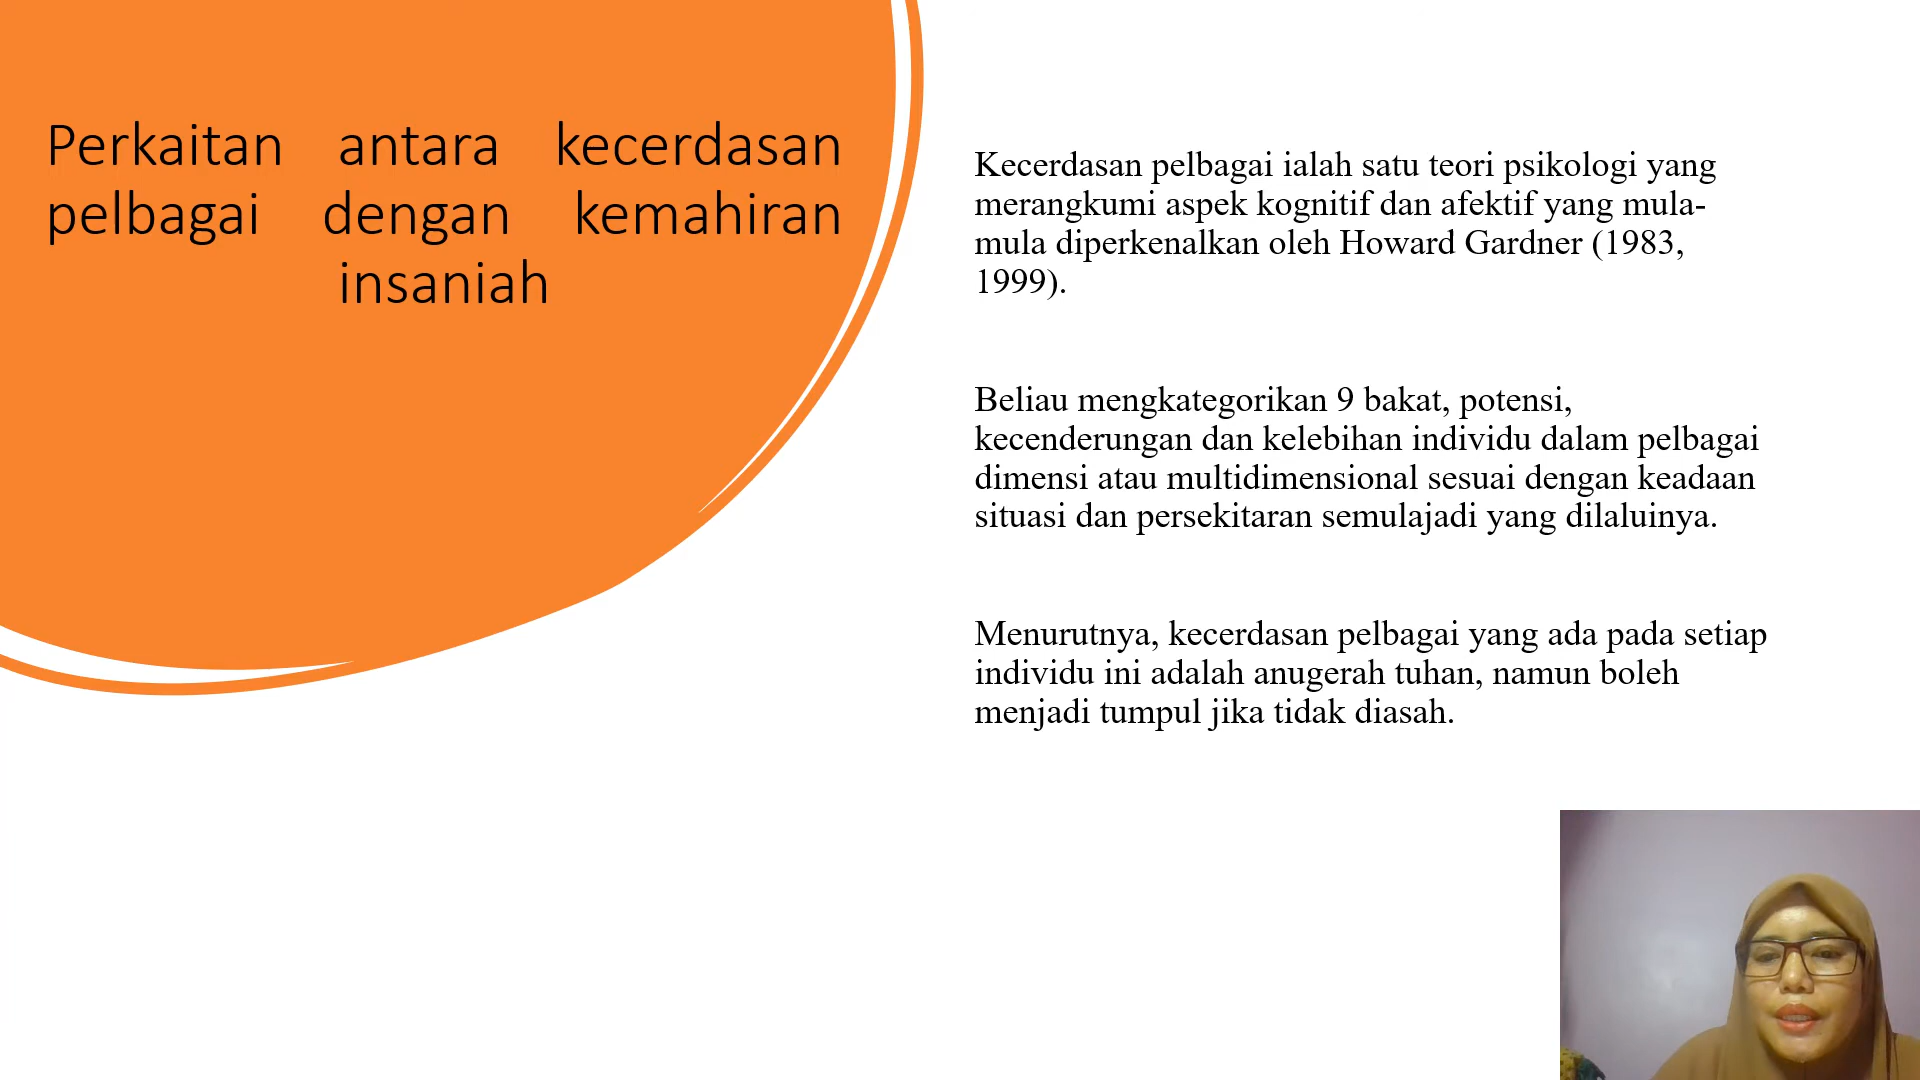 Perkaitan antara kecerdasan
pelbagai dengan kemahiran
insaniah
Kecerdasan pelbagai ialah satu teori psikologi yang
merangkumi aspek kognitif dan afektif yang mula-
mula diperkenalkan oleh Howard Gardner (1983,
1999).
Beliau mengkategorikan 9 bakat, potensi,
kecenderungan dan kelebihan individu dalam pelbagai
dimensi atau multidimensional sesuai dengan keadaan
situasi dan persekitaran semulajadi yang dilaluinya.
Menurutnya, kecerdasan pelbagai yang ada pada setiap
individu ini adalah anugerah tuhan, namun boleh
menjadi tumpul jika tidak diasah.